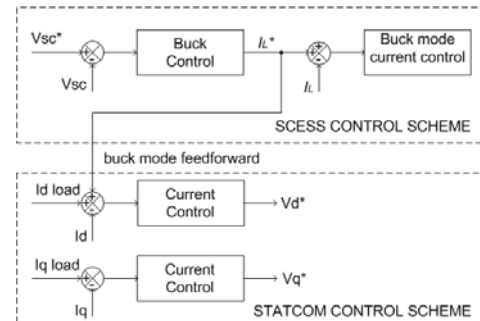 Vsc*
Buck
Control
IL*
Buck mode
current control
Vsc
IL
SCESS CONTROL SCHEME
buck mode feedforward
Id load
Current
Control
Vd*
Id
Iq load
Current
Control
Vq*
Iq
STATCOM CONTROL SCHEME